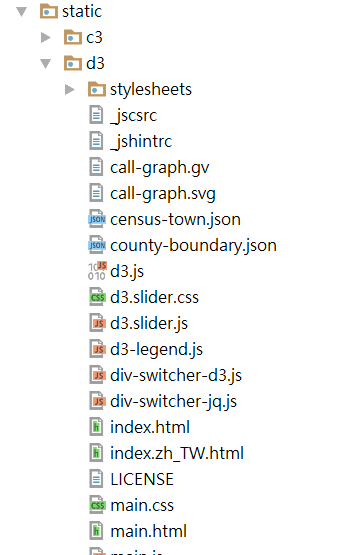 static
c3
d3
stylesheets
_jscsrc
_jshintrc
call-graph.gv
call-graph.svg
census-town.json
county-boundary.json
d3.js
d3.slider.css
d3.slider.js
d3-legend.js
div-switcher-d3.js
div-switcher-jq.js
index.html
index.zh_TW.html
LICENSE
main.css
main.html